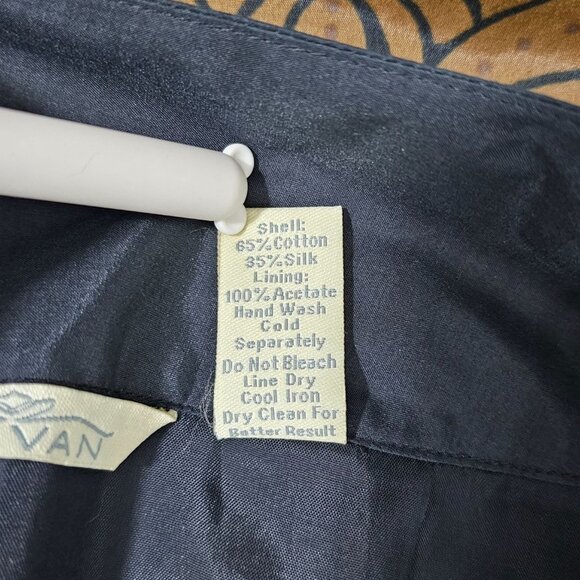 Shell:
65% Cotton
35% Silk
Lining:
100% Acetate
Hand Wash
Cold
Separately
Do Not Bleach
Line Dry
Cool Iron
Dry Clean For
Better Result
VAN